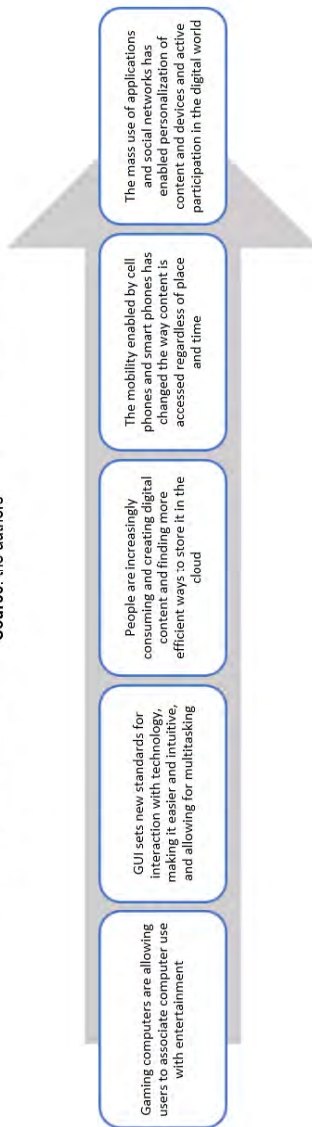 Gaming computers are allowing
users to associate computer use
with entertainment
GUI sets new standards for
interaction with technology,
making it easier and intuitive,
and allowing for multitasking
People are increasingly
consuming and creating digital
content and finding more
efficient ways to store it in the
cloud
The mobility enabled by cell
phones and smart phones has
changed the way content is
accessed regardless of place
and time
The mass use of applications
and social networks has
enabled personalization of
content and devices and active
participation in the digital world